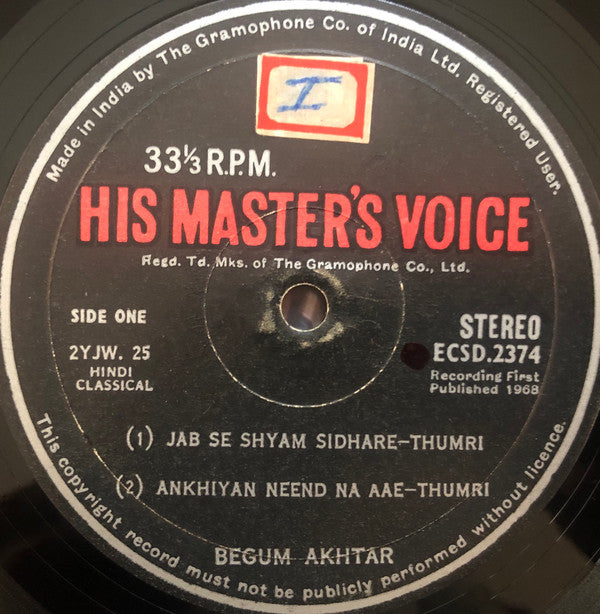 Made in India by The Gramophone Co. of India Ltd. Registered User.
I
33⅓ R.P.M.
HIS MASTER'S VOICE
Regd. Td. Mks. of The Gramophone Co., Ltd.
SIDE ONE
2YJW. 25
HINDI
CLASSICAL
STEREO
ECSD.2374
Recording First
Published 1968
(1) JAB SE SHYAM SIDHARE-THUMRI
(2) ANKHIYAN NEEND NA AAE-THUMRI
BEGUM AKHTAR
This copyright record must not be publicly performed without licence.